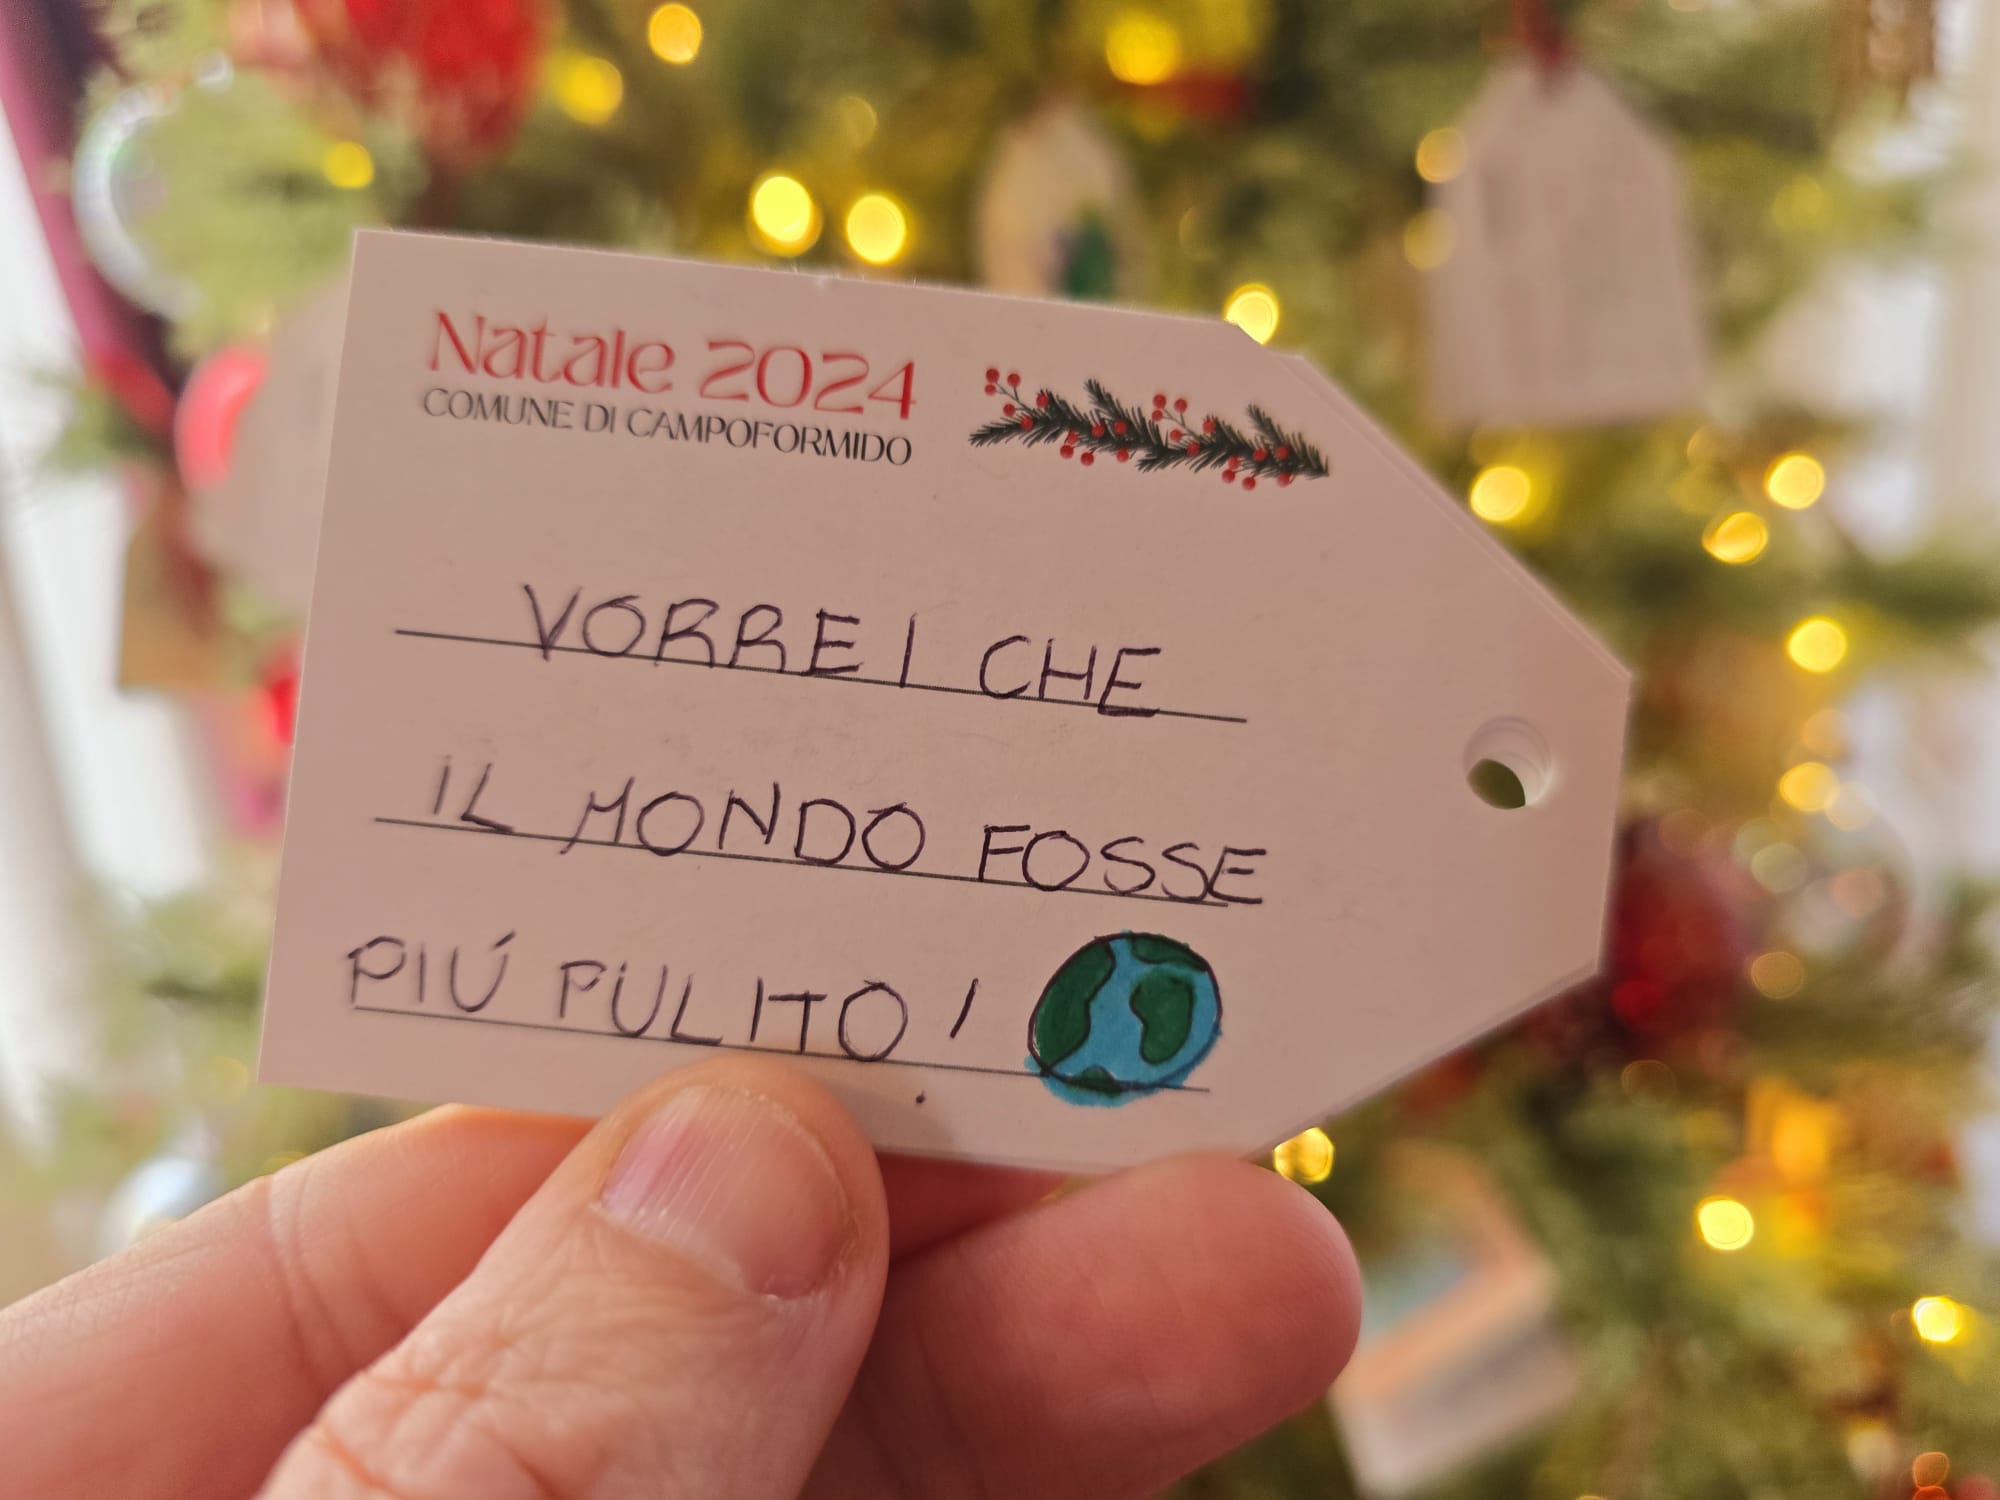 Natale 2024
COMUNE DI CAMPOFORMIDO
VORREI CHE
IL MONDO FOSSE
PIÚ PULITO!